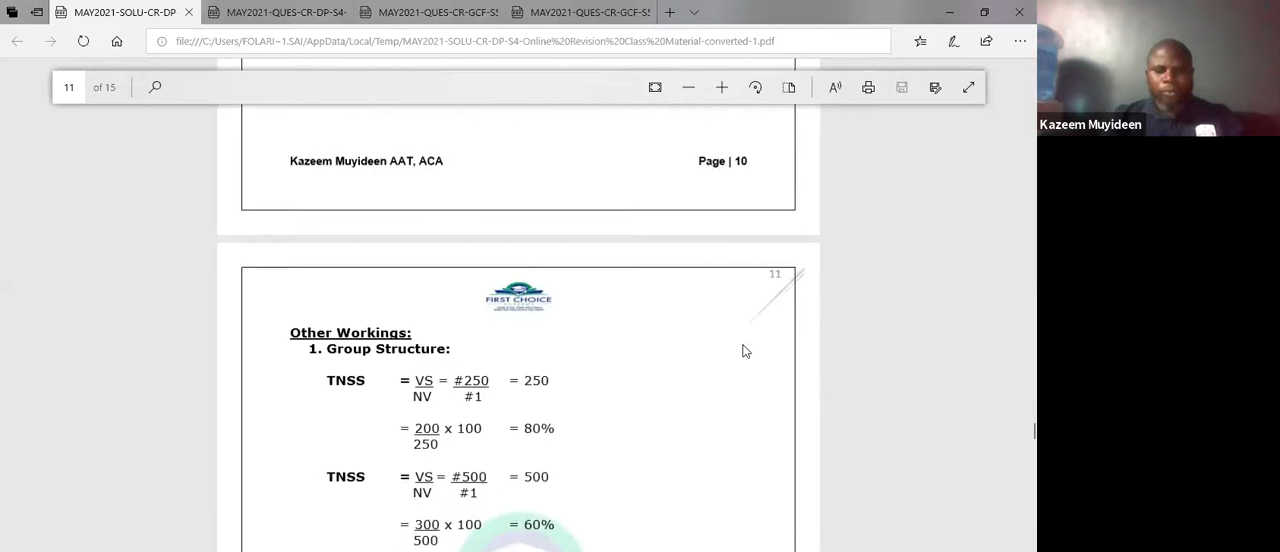 MAY2021-SOLU-CR-DP- MAY2021-QUES-CR-DP-S4- MAY2021-QUES-CR-GCF-S5 MAY2021-QUES-CR-GCF-S5
file:///C:/Users/FOLARI~1.SAI/AppData/Local/Temp/MAY2021-SOLU-CR-DP-S4-Online%20Revision%20Class%20Material-converted-1.pdf
11 of 15
Kazeem Muyideen
Kazeem Muyideen AAT, ACA Page | 10
11
FIRST CHOICE
Other Workings:
1. Group Structure:
TNSS = VS = #250 = 250
NV #1
= 200 x 100 = 80%
250
TNSS = VS = #500 = 500
NV #1
= 300 x 100 = 60%
500